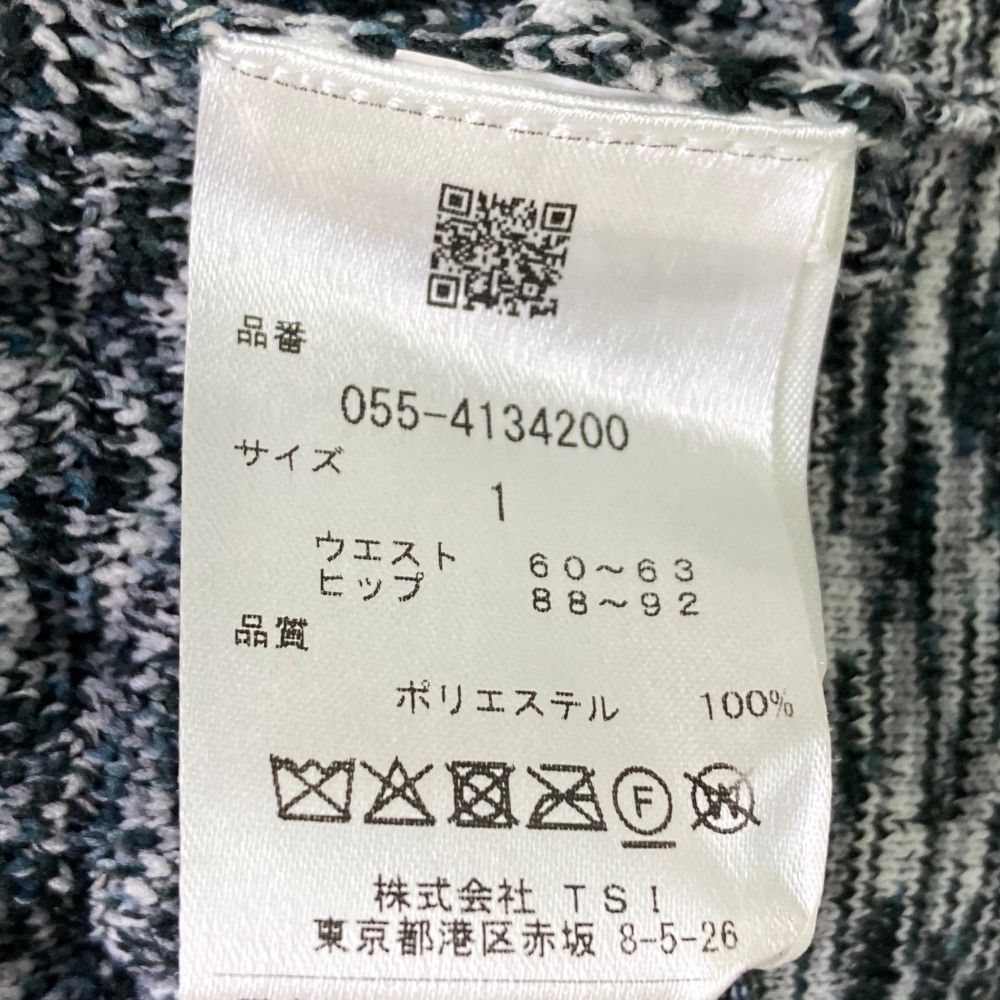 品番
055-4134200
サイズ
1
ウエスト 60~63
ヒップ 88~92
品質
ポリエステル 100%
F
W
株式会社 TSI
東京都港区赤坂 8-5-26